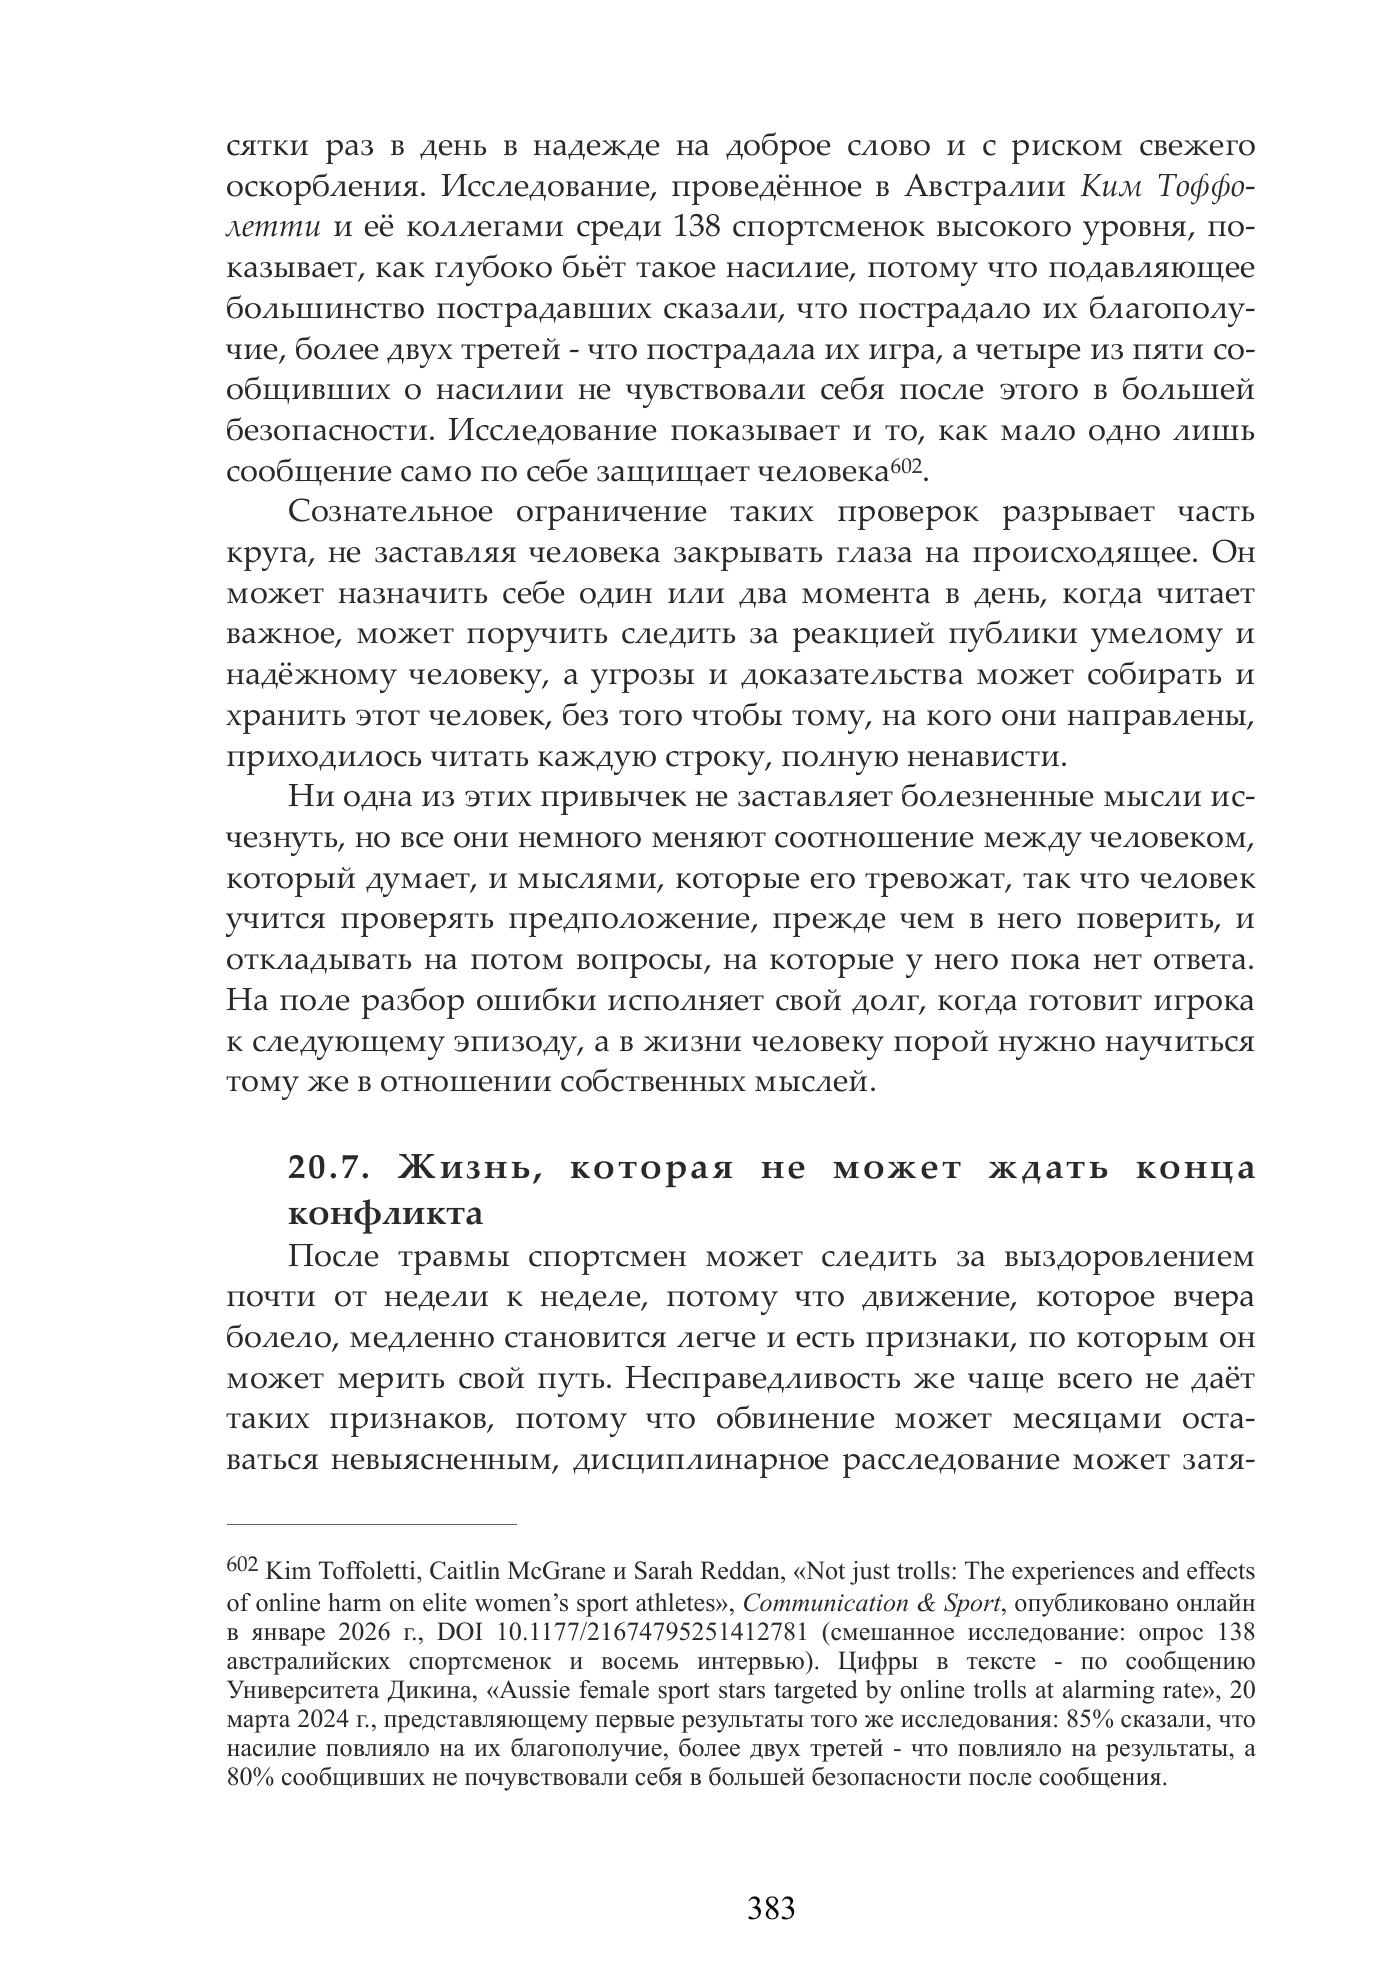 сятки раз в день в надежде на доброе слово и с риском свежего
оскорбления. Исследование, проведённое в Австралии Ким Тоффо-
летти и её коллегами среди 138 спортсменок высокого уровня, по-
казывает, как глубоко бьёт такое насилие, потому что подавляющее
большинство пострадавших сказали, что пострадало их благополу-
чие, более двух третей - что пострадала их игра, а четыре из пяти со-
общивших о насилии не чувствовали себя после этого в большей
безопасности. Исследование показывает и то, как мало одно лишь
сообщение само по себе защищает человека602.
Сознательное ограничение таких проверок разрывает часть
круга, не заставляя человека закрывать глаза на происходящее. Он
может назначить себе один или два момента в день, когда читает
важное, может поручить следить за реакцией публики умелому и
надёжному человеку, а угрозы и доказательства может собирать и
хранить этот человек, без того чтобы тому, на кого они направлены,
приходилось читать каждую строку, полную ненависти.
Ни одна из этих привычек не заставляет болезненные мысли ис-
чезнуть, но все они немного меняют соотношение между человеком,
который думает, и мыслями, которые его тревожат, так что человек
учится проверять предположение, прежде чем в него поверить, и
откладывать на потом вопросы, на которые у него пока нет ответа.
На поле разбор ошибки исполняет свой долг, когда готовит игрока
к следующему эпизоду, а в жизни человеку порой нужно научиться
тому же в отношении собственных мыслей.
20.7. Жизнь, которая не может ждать конца
конфликта
После травмы спортсмен может следить за выздоровлением
почти от недели к неделе, потому что движение, которое вчера
болело, медленно становится легче и есть признаки, по которым он
может мерить свой путь. Несправедливость же чаще всего не даёт
таких признаков, потому что обвинение может месяцами оста-
ваться невыясненным, дисциплинарное расследование может затя-
602 Kim Toffoletti, Caitlin McGrane и Sarah Reddan, «Not just trolls: The experiences and effects
of online harm on elite women’s sport athletes», Communication & Sport, опубликовано онлайн
в январе 2026 г., DOI 10.1177/21674795251412781 (смешанное исследование: опрос 138
австралийских спортсменок и восемь интервью). Цифры в тексте - по сообщению
Университета Дикина, «Aussie female sport stars targeted by online trolls at alarming rate», 20
марта 2024 г., представляющему первые результаты того же исследования: 85% сказали, что
насилие повлияло на их благополучие, более двух третей - что повлияло на результаты, а
80% сообщивших не почувствовали себя в большей безопасности после сообщения.
383